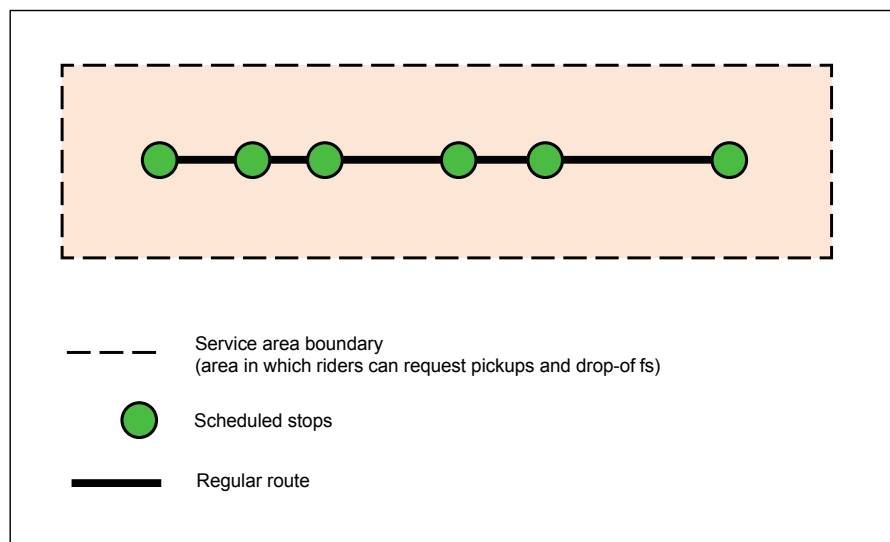 Service area boundary
(area in which riders can request pickups and drop-of fs)
Scheduled stops
Regular route